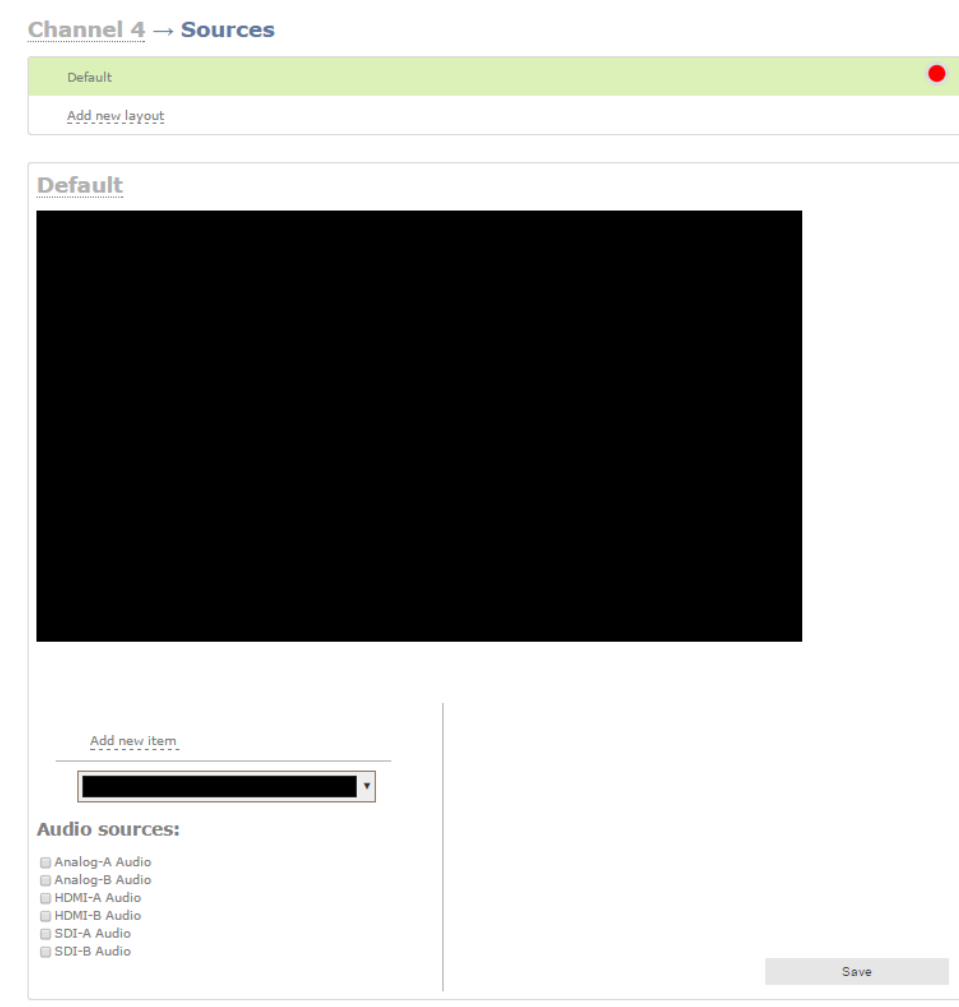 Channel 4 → Sources
Default
Add new layout
Default
Add new item
Audio sources:
Analog-A Audio
Analog-B Audio
HDMI-A Audio
HDMI-B Audio
SDI-A Audio
SDI-B Audio
Save